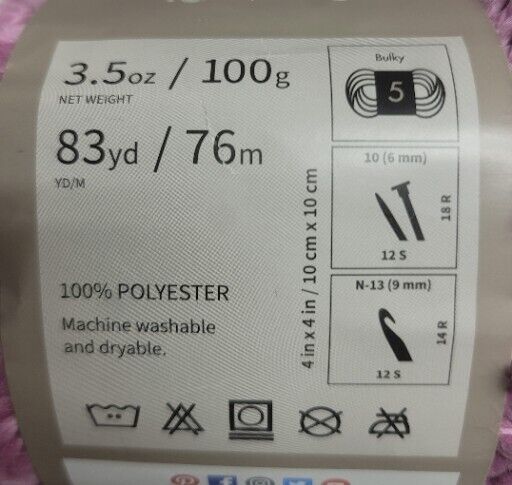 3.5oz / 100g
NET WEIGHT
83yd / 76m
YD/M
100% POLYESTER
Machine washable
and dryable.
4 in x 4 in / 10 cm x 10 cm
Bulky
5
10 (6 mm)
18 R
12 S
N-13 (9 mm)
14 R
12 S